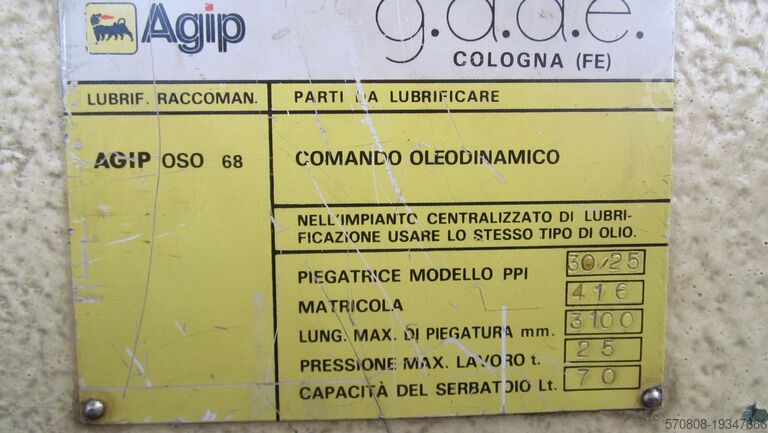 Agip
g.a.d.e.
COLOGNA (FE)
LUBRIF. RACCOMAN.
PARTI DA LUBRIFICARE
AGIP OSO 68
COMANDO OLEODINAMICO
NELL'IMPIANTO CENTRALIZZATO DI LUBRI-
FICAZIONE USARE LO STESSO TIPO DI OLIO.
PIEGATRICE MODELLO PPI 30/25
MATRICOLA 416
LUNG. MAX. DI PIEGATURA mm. 3100
PRESSIONE MAX. LAVORO t. 25
CAPACITÀ DEL SERBATOIO Lt. 70
570808-19347366